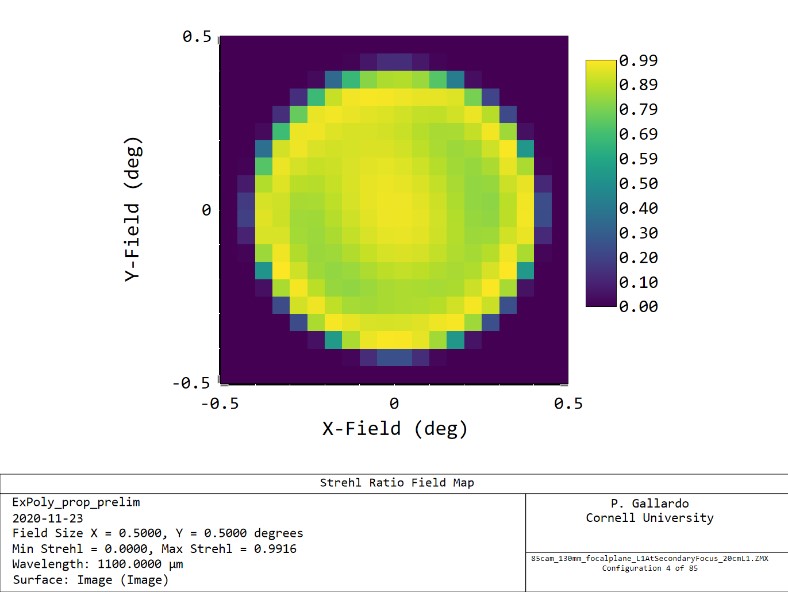 0.5
0
-0.5
Y-Field (deg)
-0.5 0 0.5
X-Field (deg)
0.99
0.89
0.79
0.69
0.59
0.50
0.40
0.30
0.20
0.10
0.00
Strehl Ratio Field Map
ExPoly_prop_prelim
2020-11-23
Field Size X = 0.5000, Y = 0.5000 degrees
Min Strehl = 0.0000, Max Strehl = 0.9916
Wavelength: 1100.0000 µm
Surface: Image (Image)
P. Gallardo
Cornell University
85cam_130mm_focalplane_L1AtSecondaryFocus_20cmL1.ZMX
Configuration 4 of 85